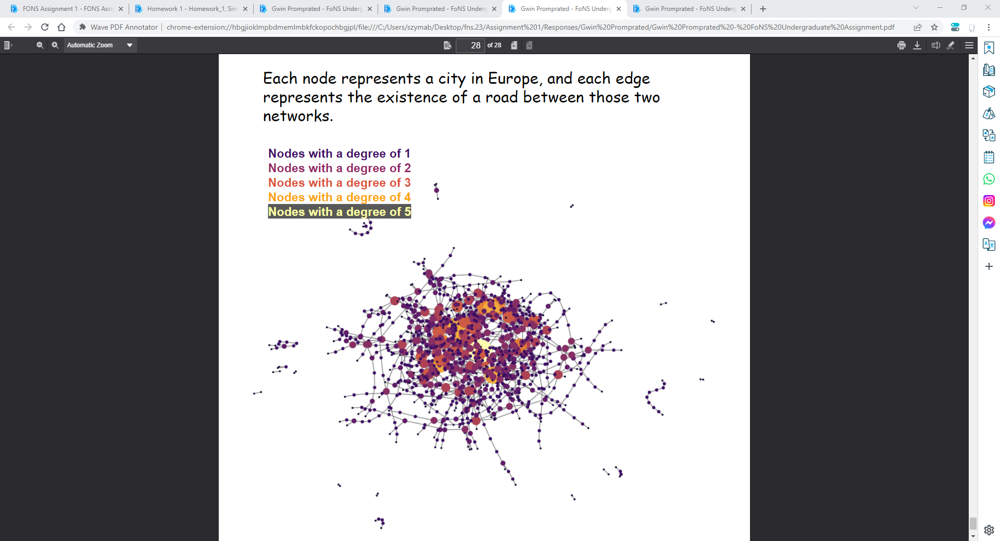 FONS Assignment 1 - FONS Assi
Homework 1 - Homework_1, Sim
Gwin Promprated - FoNS Underg
Gwin Promprated - FoNS Underg
Gwin Promprated - FoNS Underg
Gwin Promprated - FoNS Underg
Wave PDF Annotator
chrome-extension://hbgjioklmpbdmemlmbkfckopochbgjpl/file:///C:/Users/szymab/Desktop/fns.23/Assignment%201/Responses/Gwin%20Promprated/Gwin%20Promprated%20-%20FoNS%20Undergraduate%20Assignment.pdf
Automatic Zoom
28 of 28
Each node represents a city in Europe, and each edge
represents the existence of a road between those two
networks.
Nodes with a degree of 1
Nodes with a degree of 2
Nodes with a degree of 3
Nodes with a degree of 4
Nodes with a degree of 5